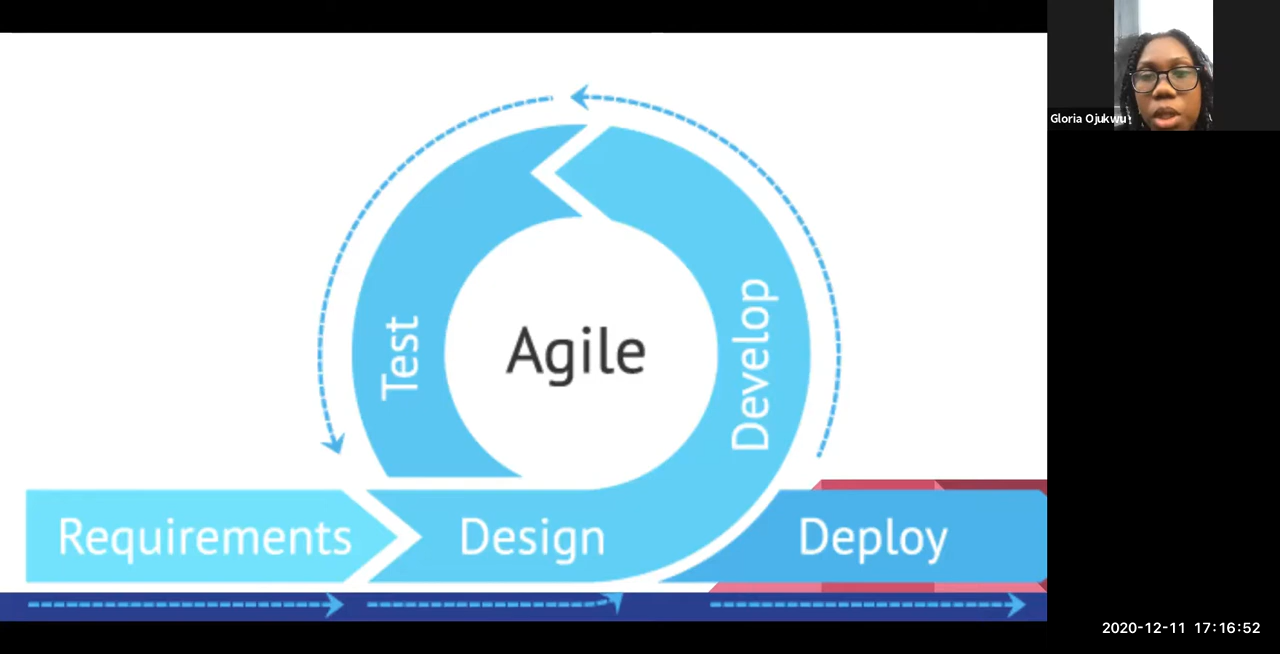 Gloria Ojukwu
Test
Agile
Develop
Requirements
Design
Deploy
2020-12-11 17:16:52